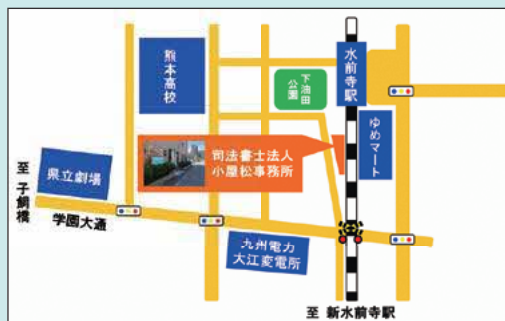 熊本高校
下油田
公園
水前寺駅
ゆめマート
司法書士法人
小屋松事務所
県立劇場
至 子飼橋
学園大通
九州電力
大江変電所
至 新水前寺駅